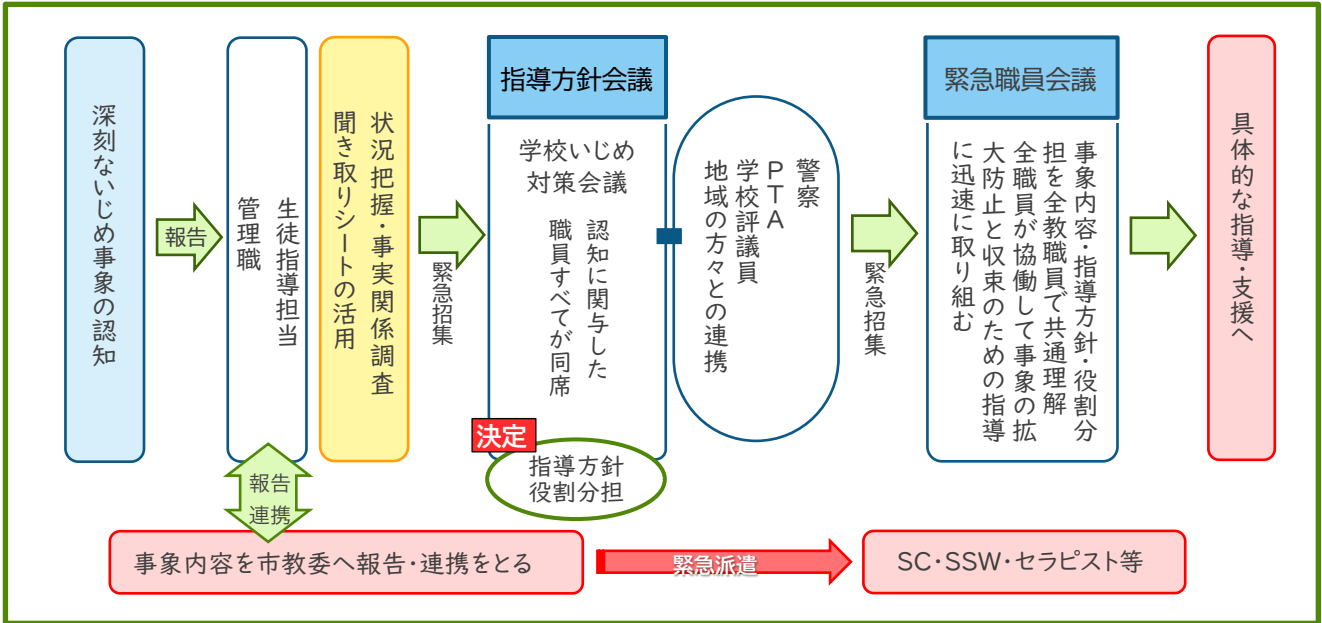 深刻ないじめ事象の認知
報告
生徒指導担当
管理職
状況把握・事実関係調査
聞き取りシートの活用
緊急招集
指導方針会議
学校いじめ
対策会議
認知に関与した
職員すべてが同席
決定
指導方針
役割分担
警察
PTA
学校評議員
地域の方々との連携
緊急招集
緊急職員会議
事象内容・指導方針・役割分
担を全教職員で共通理解
全職員が協働して事象の拡
大防止と収束のための指導
に迅速に取り組む
具体的な指導・支援へ
報告
連携
事象内容を市教委へ報告・連携をとる
緊急派遣
SC・SSW・セラピスト等